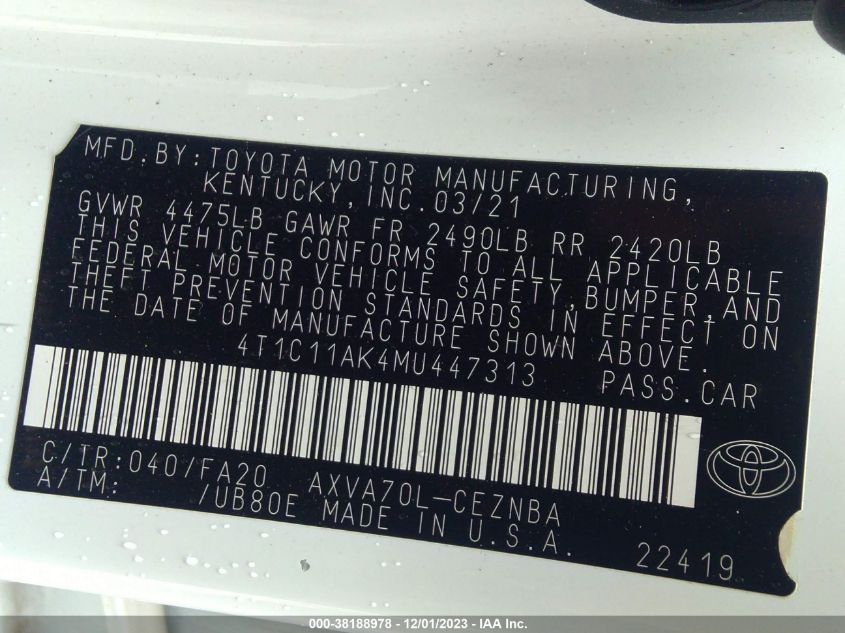 MFD.BY:TOYOTA MOTOR MANUFACTURING,
KENTUCKY,INC.03/21
GVWR 4475LB GAWR FR 2490LB RR 2420LB
THIS VEHICLE CONFORMS TO ALL APPLICABLE
FEDERAL MOTOR VEHICLE SAFETY,BUMPER,AND
THEFT PREVENTION STANDARDS IN EFFECT ON
THE DATE OF MANUFACTURE SHOWN ABOVE.
4T1C11AK4MU447313 PASS.CAR
C/TR:040/FA20 AXVA70L-CEZNBA
A/TM: /UB80E MADE IN U.S.A.
22419
000-38188978 - 12/01/2023 - IAA Inc.